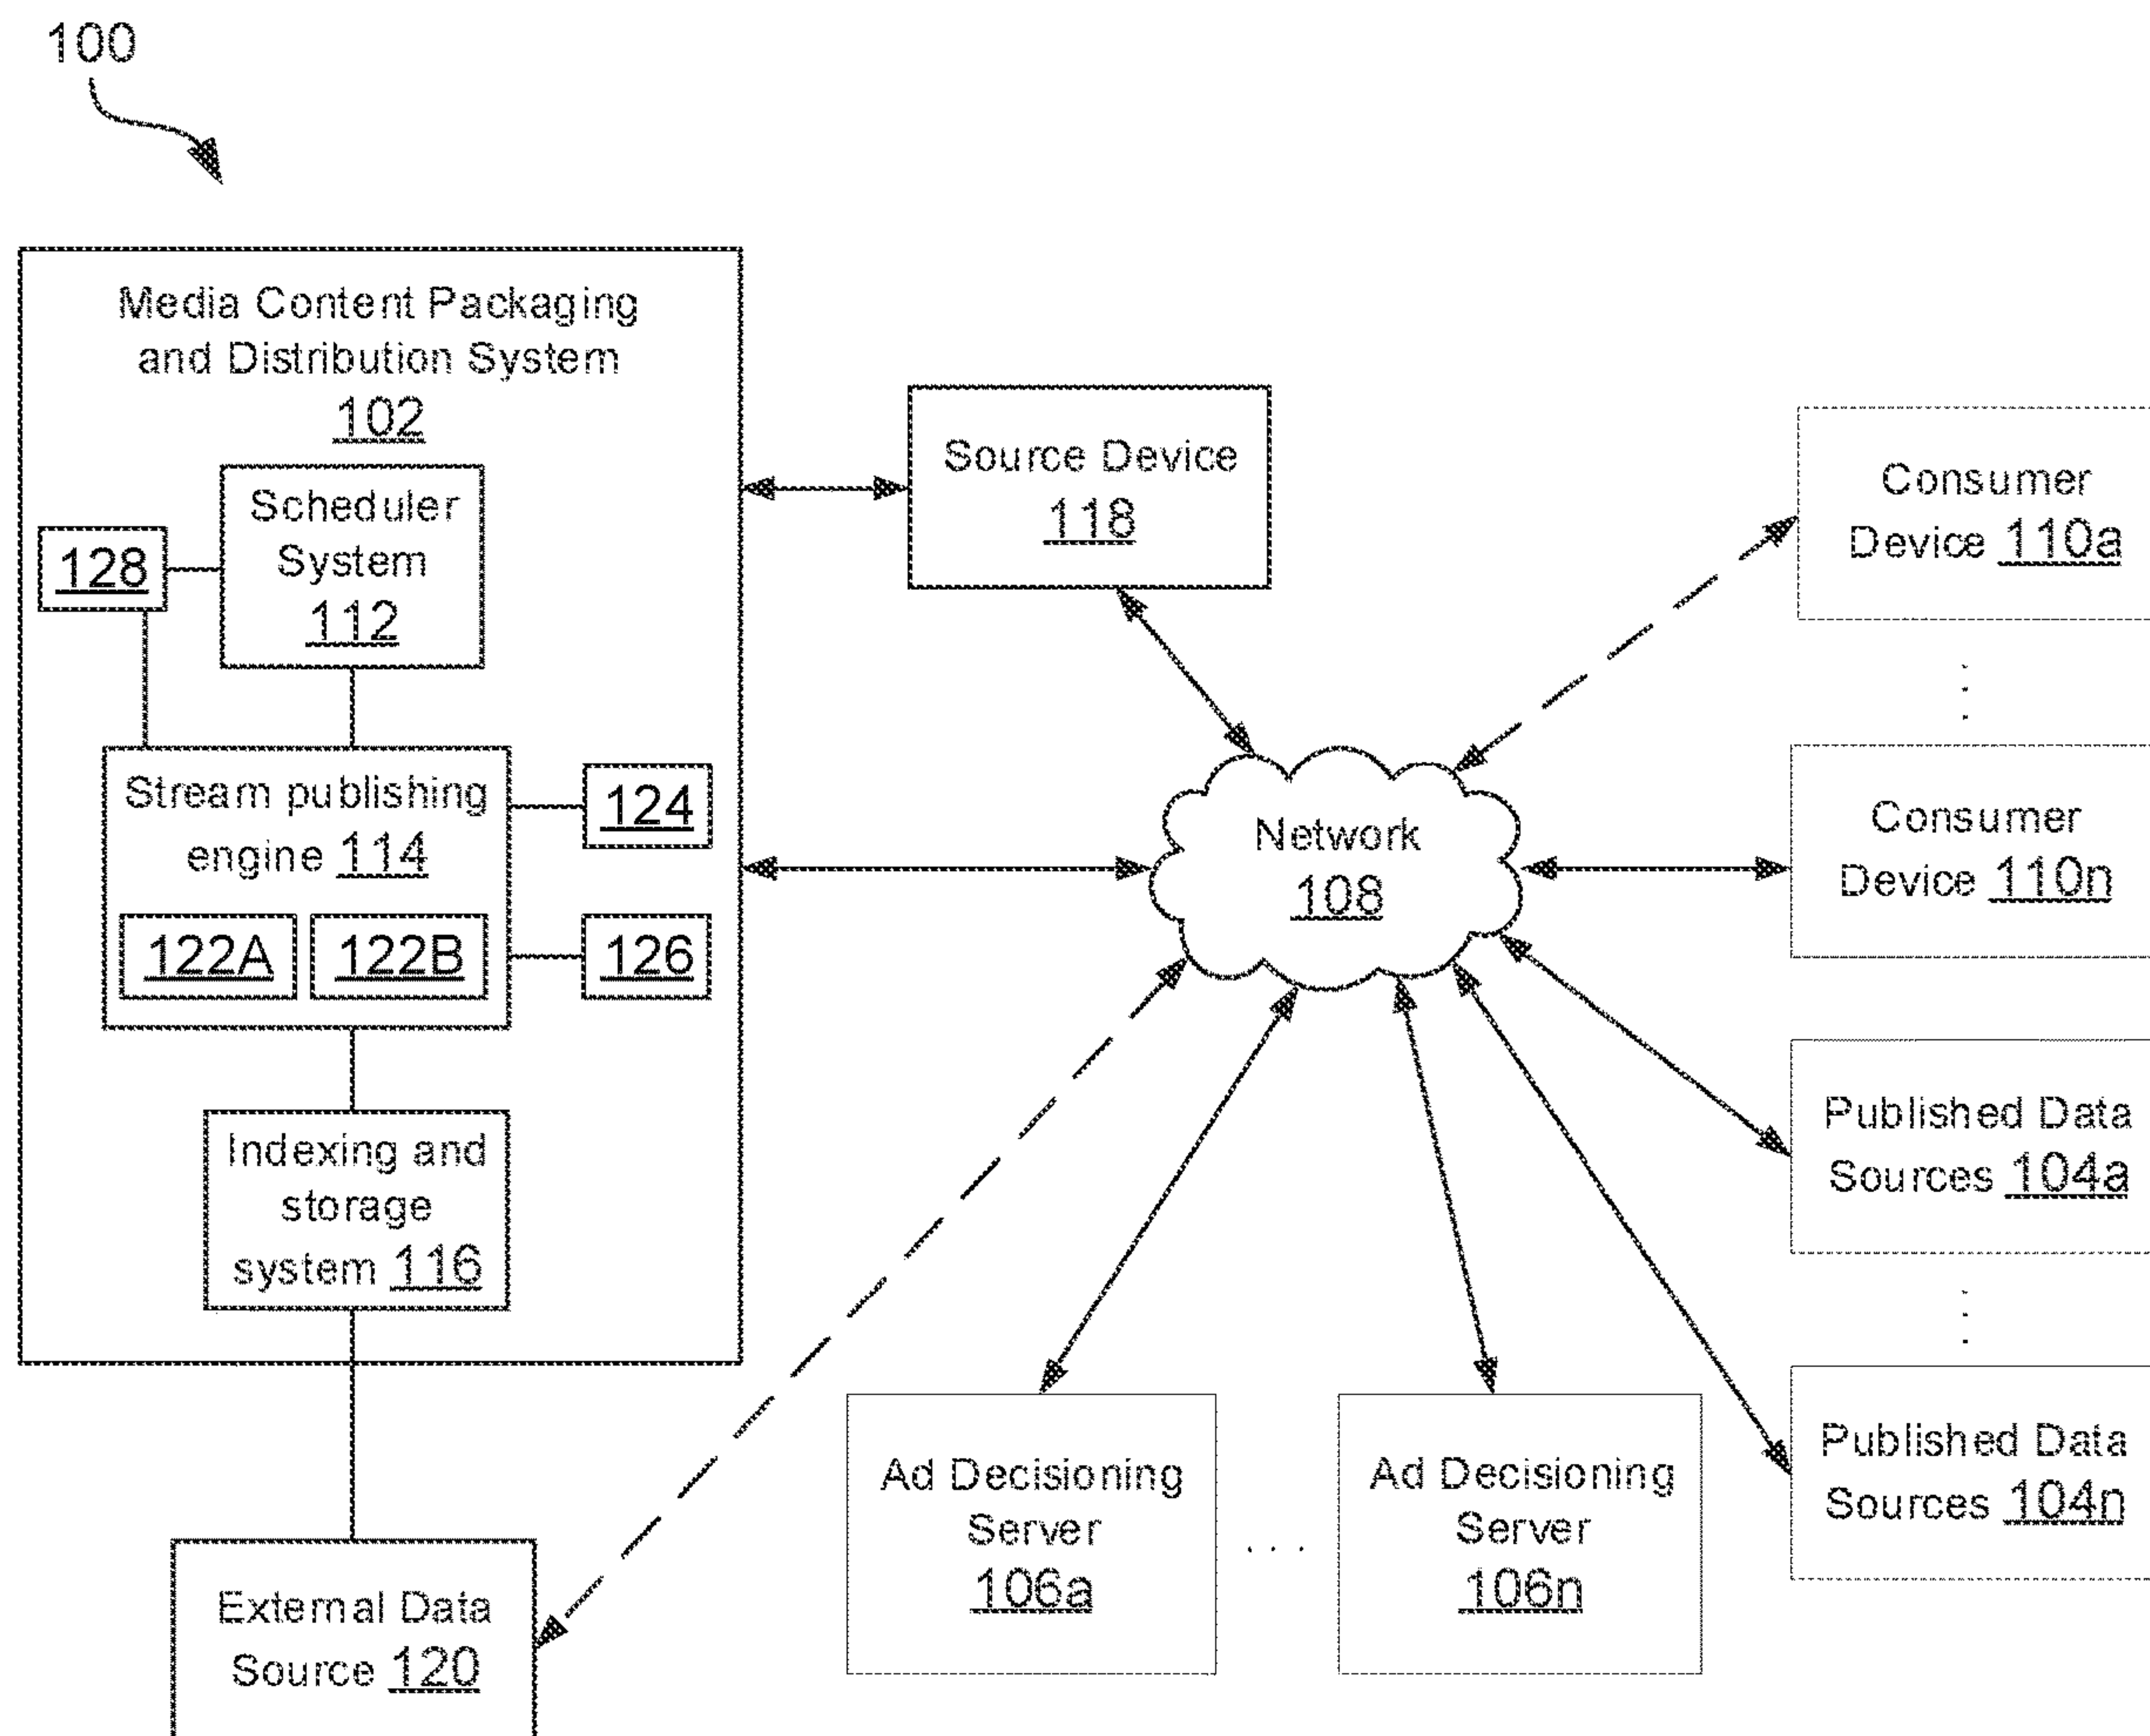 100
Media Content Packaging
and Distribution System
102
Scheduler
System
112
128
Stream publishing
engine 114
122A
122B
124
126
Indexing and
storage
system 116
External Data
Source 120
Source Device
118
Network
108
Consumer
Device 110a
Consumer
Device 110n
Published Data
Sources 104a
Published Data
Sources 104n
Ad Decisioning
Server
106a
. . .
Ad Decisioning
Server
106n